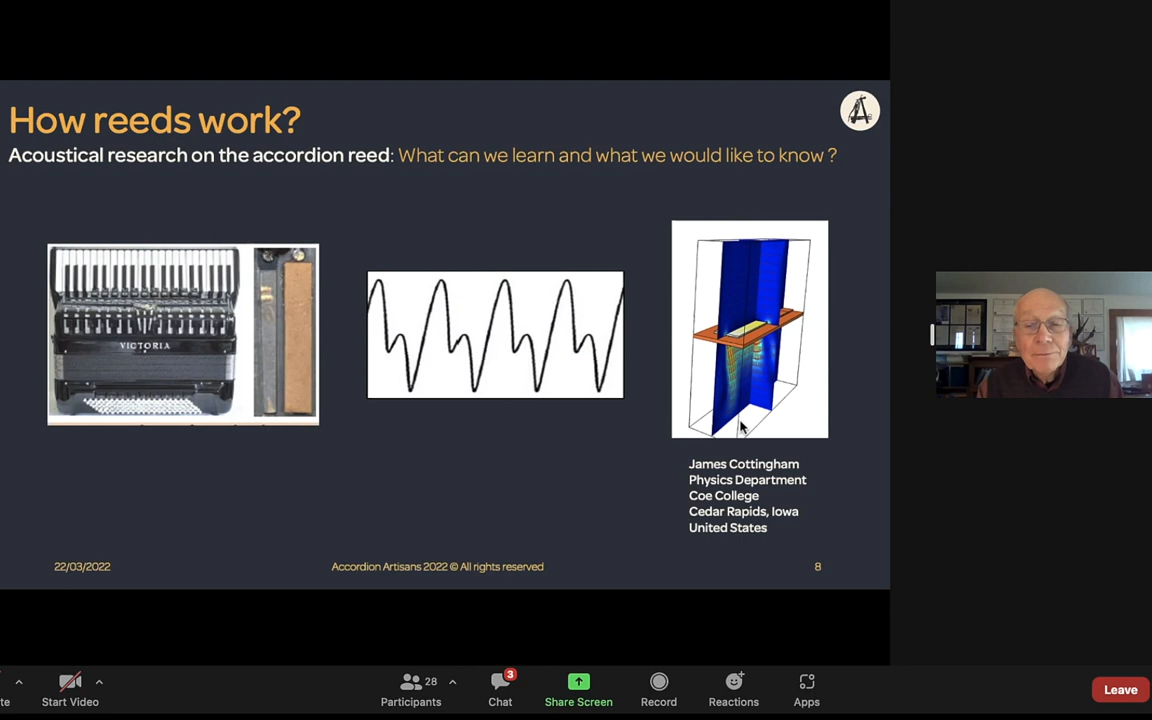 How reeds work?
Acoustical research on the accordion reed: What can we learn and what we would like to know ?
VICTORIA
James Cottingham
Physics Department
Coe College
Cedar Rapids, Iowa
United States
22/03/2022
Accordion Artisans 2022 © All rights reserved
8
te
Start Video
28
Participants
3
Chat
Share Screen
Record
Reactions
Apps
Leave